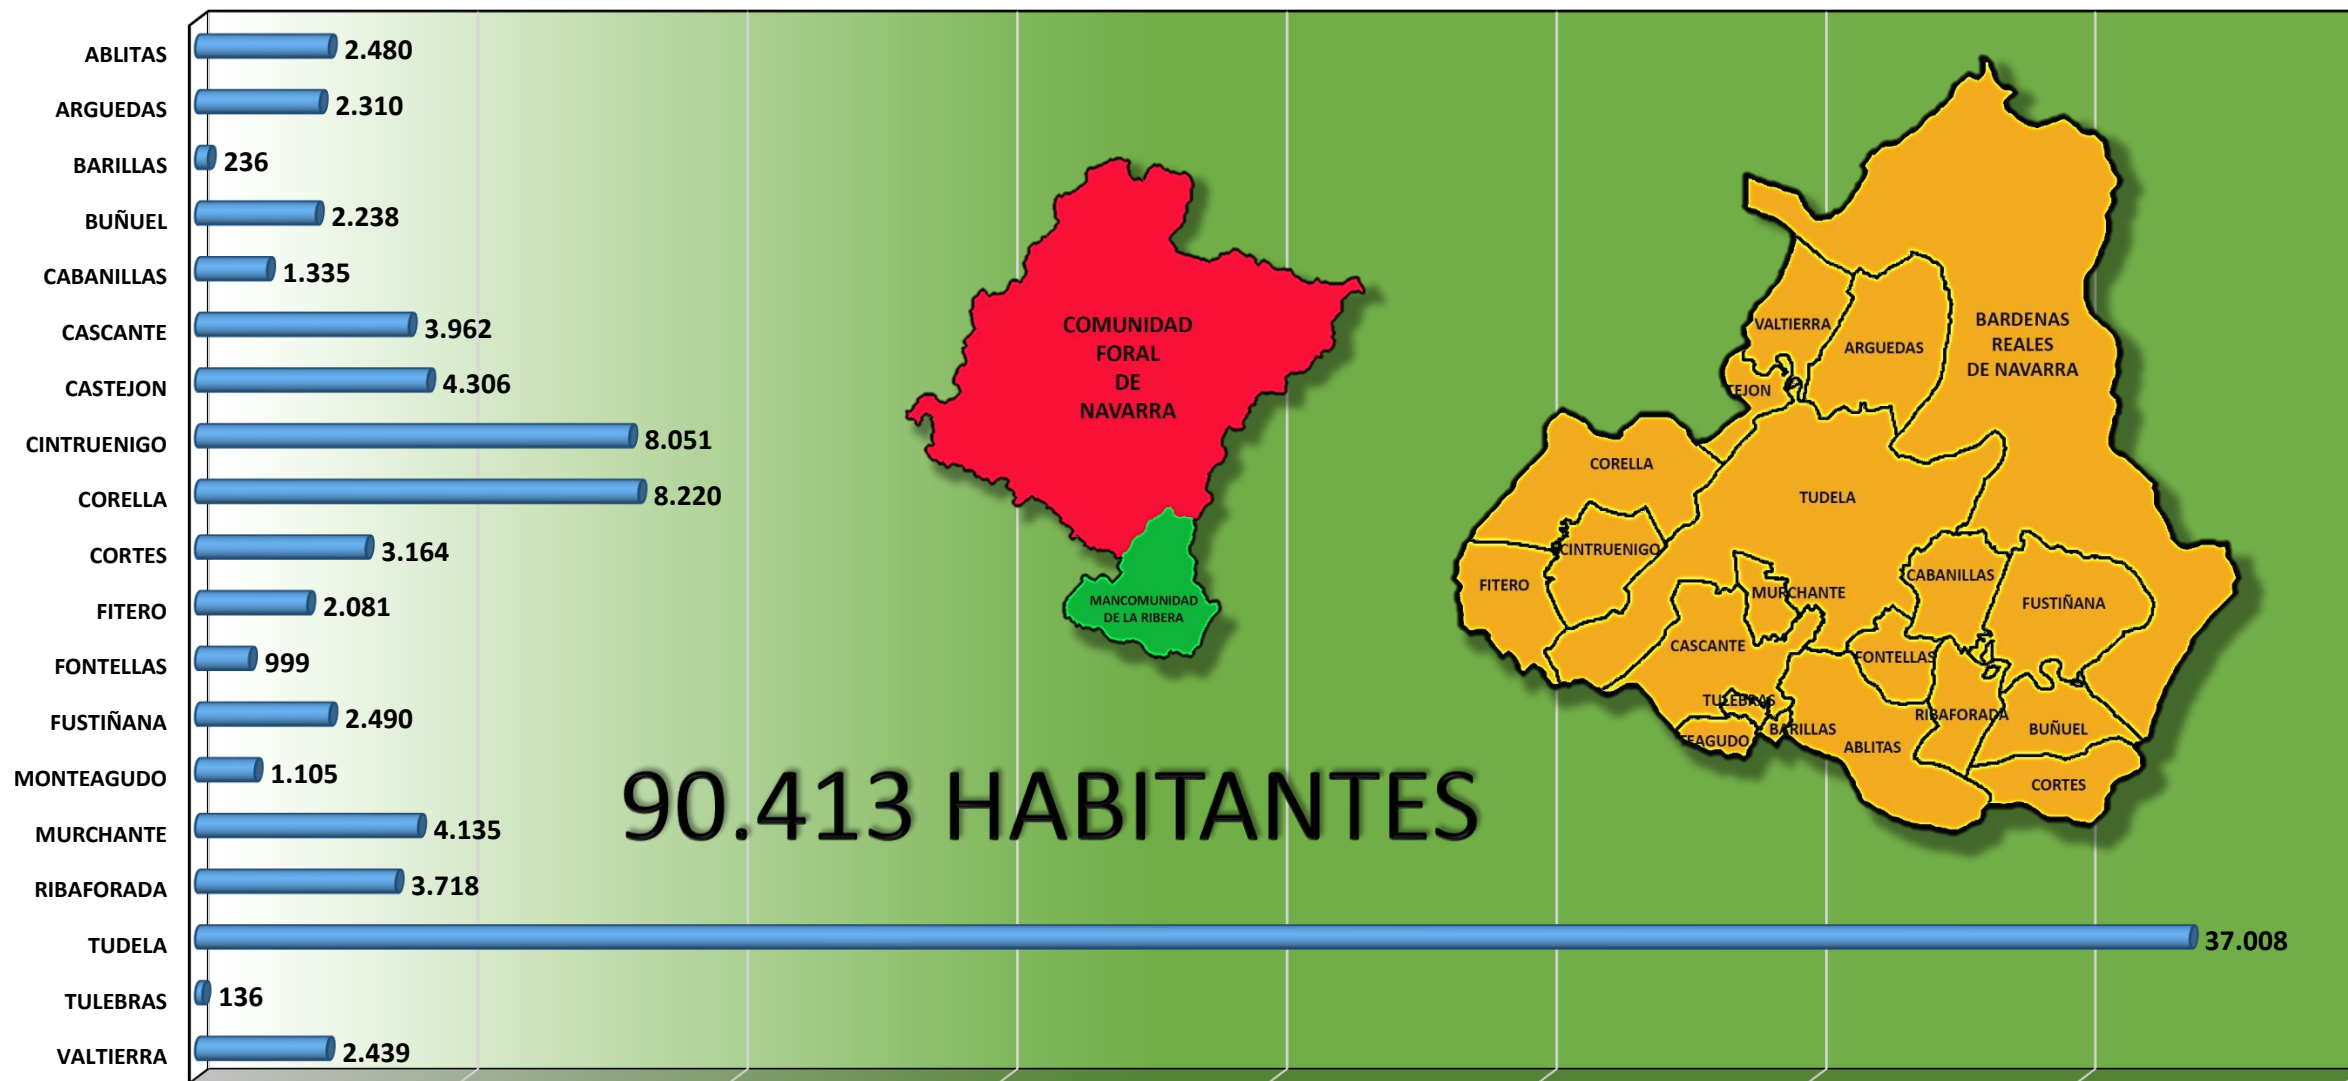 ABLITAS 2.480
ARGUEDAS 2.310
BARILLAS 236
BUÑUEL 2.238
CABANILLAS 1.335
CASCANTE 3.962
CASTEJON 4.306
CINTRUENIGO 8.051
CORELLA 8.220
CORTES 3.164
FITERO 2.081
FONTELLAS 999
FUSTIÑANA 2.490
MONTEAGUDO 1.105
MURCHANTE 4.135
RIBAFORADA 3.718
TUDELA 37.008
TULEBRAS 136
VALTIERRA 2.439
COMUNIDAD
FORAL
DE
NAVARRA
MANCOMUNIDAD
DE LA RIBERA
90.413 HABITANTES
VALTIERRA
ARGUEDAS
BARDENAS
REALES
DE NAVARRA
TEJON
CORELLA
TUDELA
CINTRUENIGO
FITERO
CABANILLAS
MURCHANTE
FUSTIÑANA
CASCANTE
FONTELLAS
TULEBRAS
RIBAFORADA
BARILLAS
BUÑUEL
TEAGUDO
ABLITAS
CORTES